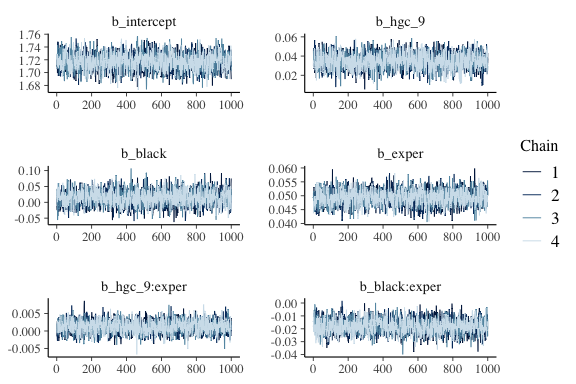 b_intercept
1.76
1.74
1.72
1.70
1.68
0 200 400 600 800 1000
b_hgc_9
0.06
0.04
0.02
0 200 400 600 800 1000
b_black
0.10
0.05
0.00
-0.05
0 200 400 600 800 1000
b_exper
0.060
0.055
0.050
0.045
0.040
0 200 400 600 800 1000
b_hgc_9:exper
0.005
0.000
-0.005
0 200 400 600 800 1000
b_black:exper
0.00
-0.01
-0.02
-0.03
-0.04
0 200 400 600 800 1000
Chain
1
2
3
4